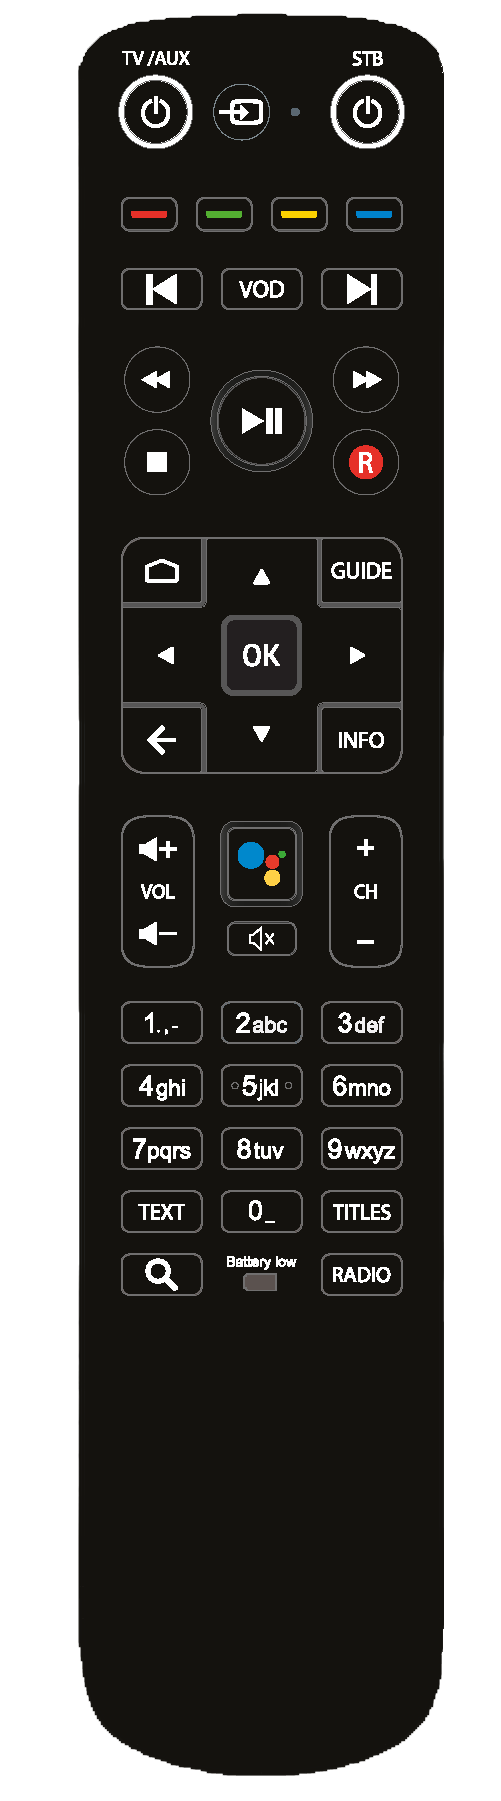 TV/AUX STB
VOD
R
GUIDE
OK
INFO
+ +
VOL CH
- -
1.,- 2abc 3def
4ghi 5jkl 6mno
7pqrs 8tuv 9wxyz
TEXT 0_ TITLES
Battery low
RADIO